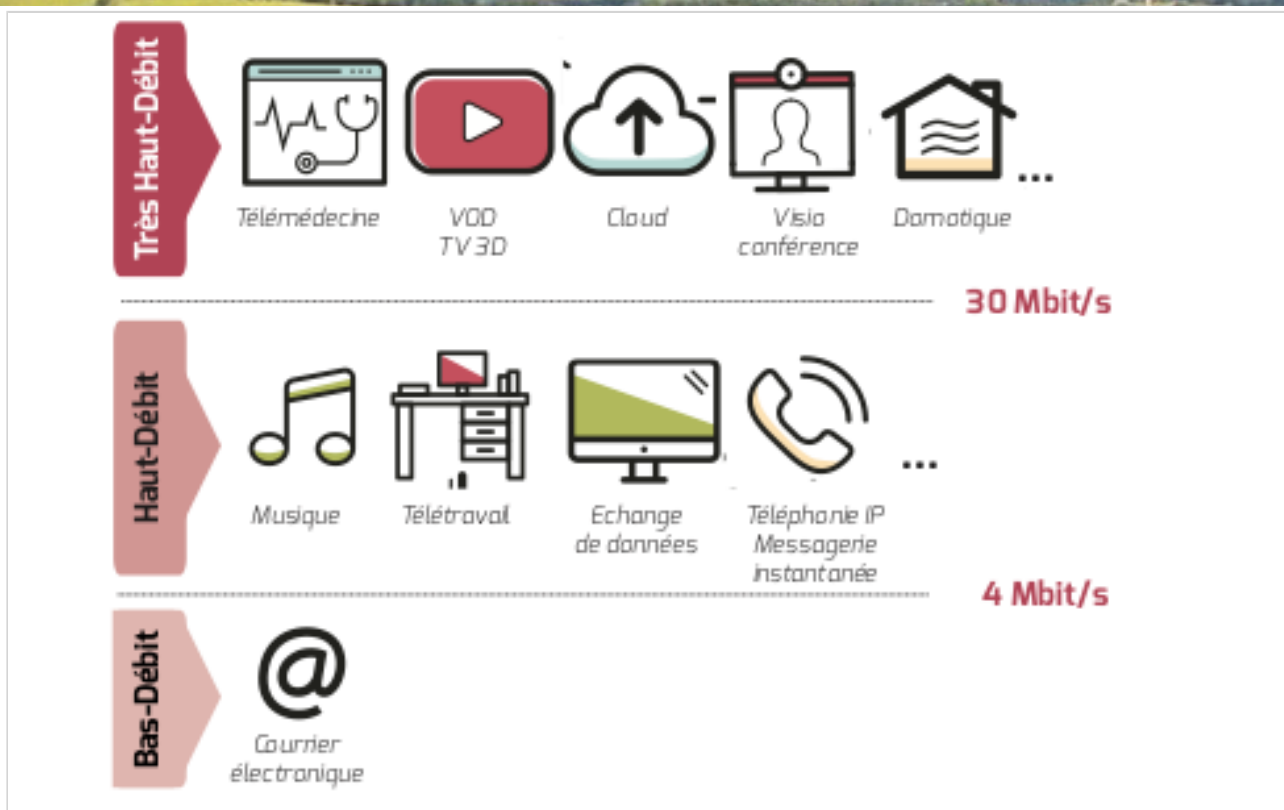 Très Haut-Débit
Télémédecine
VOD
TV 3D
Cloud
Visio
conférence
Domotique
...
30 Mbit/s
Haut-Débit
Musique
Télétravail
Echange
de données
Téléphonie IP
Messagerie
instantanée
...
4 Mbit/s
Bas-Débit
@
Courrier
électronique